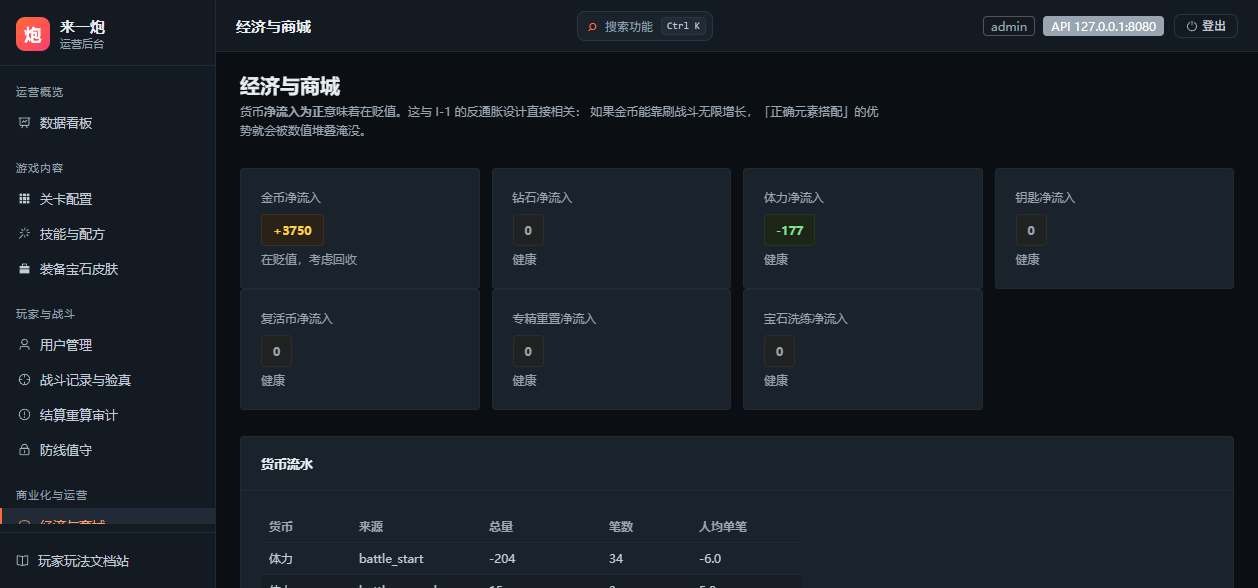 炮
来一炮
运营后台
经济与商城
搜索功能 Ctrl K
admin
API 127.0.0.1:8080
登出
运营概览
数据看板
游戏内容
关卡配置
技能与配方
装备宝石皮肤
玩家与战斗
用户管理
战斗记录与验真
结算重算审计
防线值守
商业化与运营
经济与商城
玩家玩法文档站
经济与商城
货币净流入为正意味着在贬值。这与 I-1 的反通胀设计直接相关： 如果金币能靠刷战斗无限增长，「正确元素搭配」的优
势就会被数值堆叠淹没。
金币净流入
+3750
在贬值，考虑回收
钻石净流入
0
健康
体力净流入
-177
健康
钥匙净流入
0
健康
复活币净流入
0
健康
专精重置净流入
0
健康
宝石洗练净流入
0
健康
货币流水
货币 来源 总量 笔数 人均单笔
体力 battle_start -204 34 -6.0